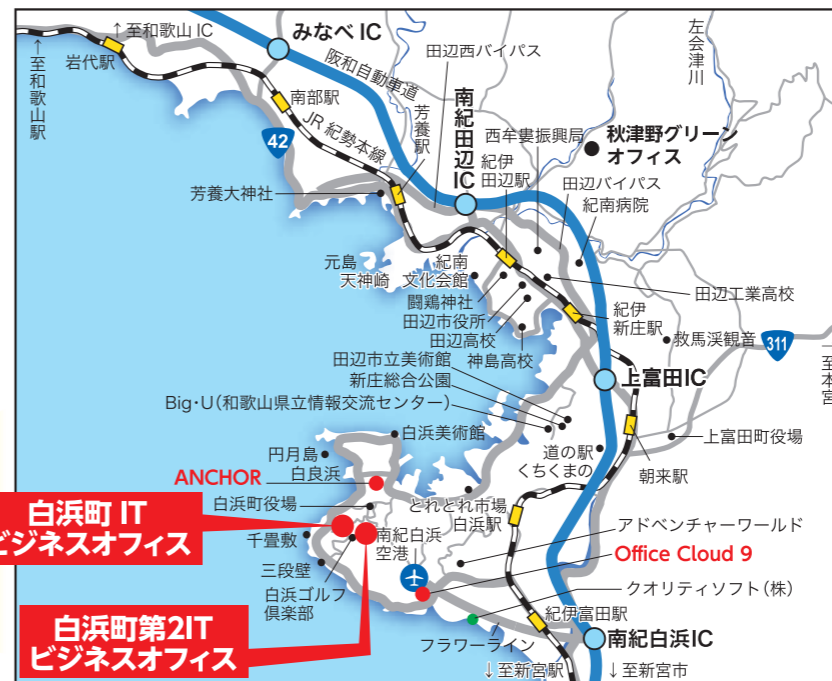 ↑至和歌山駅
↑至和歌山 IC
岩代駅
みなべ IC
阪和自動車道
田辺西バイパス
左会津川
南部駅
JR 紀勢本線
芳養駅
42
南紀田辺IC
西牟婁振興局
秋津野グリーン
オフィス
紀伊
田辺駅
田辺バイパス
紀南病院
芳養大神社
元島
天神崎
紀南
文化会館
闘鶏神社
田辺市役所
田辺高校
神島高校
田辺工業高校
紀伊
新庄駅
救馬渓観音
311
至本宮
田辺市立美術館
新庄総合公園
Big・U(和歌山県立情報交流センター)
上富田IC
白浜美術館
円月島
白良浜
ANCHOR
道の駅
くちくまの
上富田町役場
朝来駅
白浜町役場
とれとれ市場
白浜駅
白浜町 IT
ビジネスオフィス
千畳敷
南紀白浜
空港
アドベンチャーワールド
Office Cloud 9
三段壁
白浜ゴルフ
倶楽部
クオリティソフト(株)
白浜町第2IT
ビジネスオフィス
紀伊富田駅
フラワーライン
南紀白浜IC
↓至新宮駅
↓至新宮市